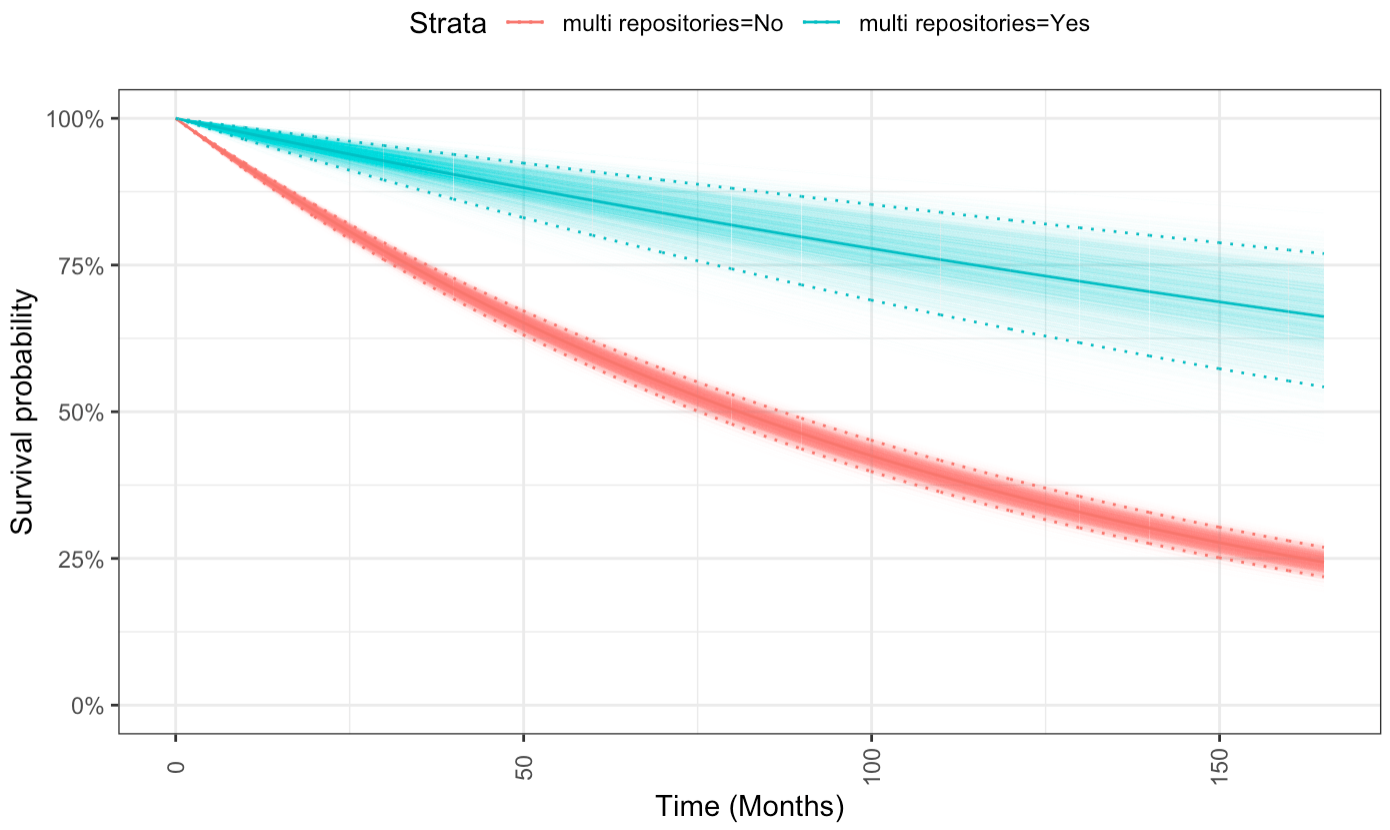 Strata multi repositories=No multi repositories=Yes
100%
75%
50%
25%
0%
Survival probability
0 50 100 150
Time (Months)